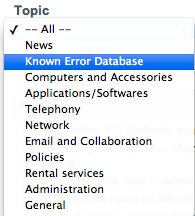 Topic
✓ -- All --
News
Known Error Database
Computers and Accessories
Applications/Softwares
Telephony
Network
Email and Collaboration
Policies
Rental services
Administration
General